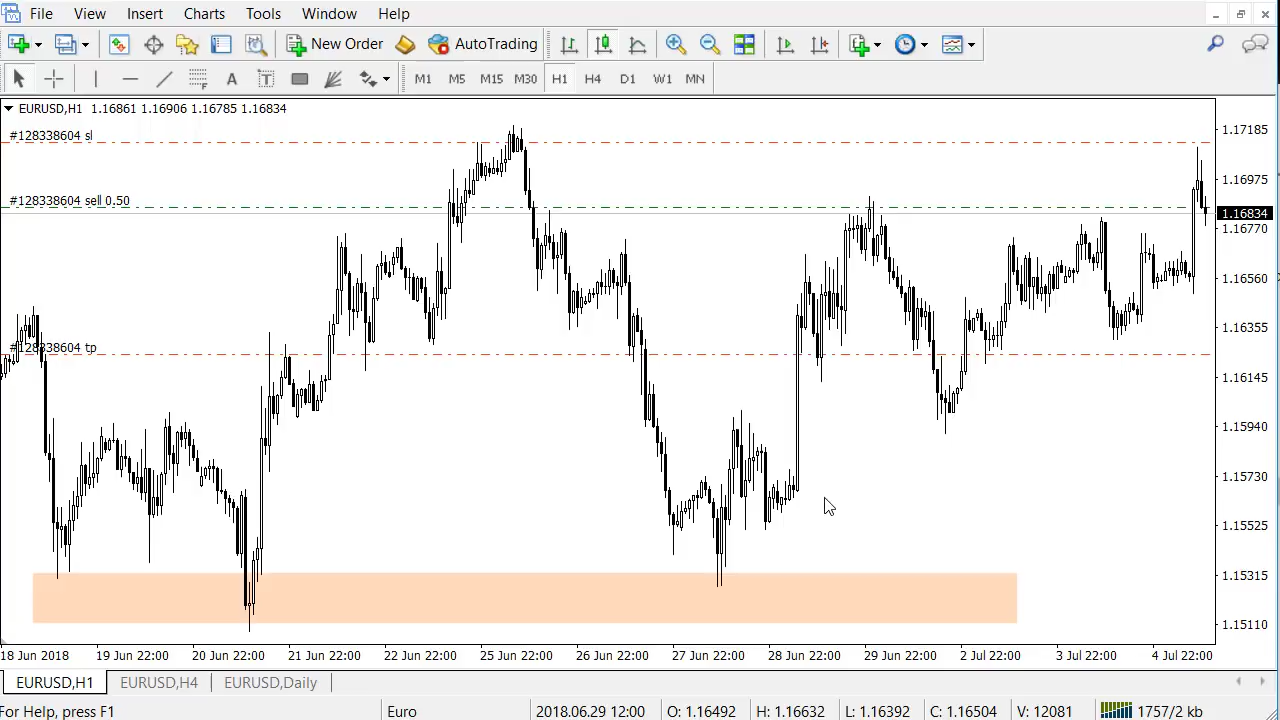 File View Insert Charts Tools Window Help
New Order AutoTrading
A T M1 M5 M15 M30 H1 H4 D1 W1 MN
EURUSD,H1 1.16861 1.16906 1.16785 1.16834
1.17185
#128338604 sl
1.16975
#128338604 sell 0.50
1.16834
1.16770
1.16560
1.16355
#128338604 tp
1.16145
1.15940
1.15730
1.15525
1.15315
1.15110
18 Jun 2018 19 Jun 22:00 20 Jun 22:00 21 Jun 22:00 22 Jun 22:00 25 Jun 22:00 26 Jun 22:00 27 Jun 22:00 28 Jun 22:00 29 Jun 22:00 2 Jul 22:00 3 Jul 22:00 4 Jul 22:00
EURUSD,H1 EURUSD,H4 EURUSD,Daily
For Help, press F1 Euro 2018.06.29 12:00 O: 1.16492 H: 1.16632 L: 1.16392 C: 1.16504 V: 12081 1757/2 kb